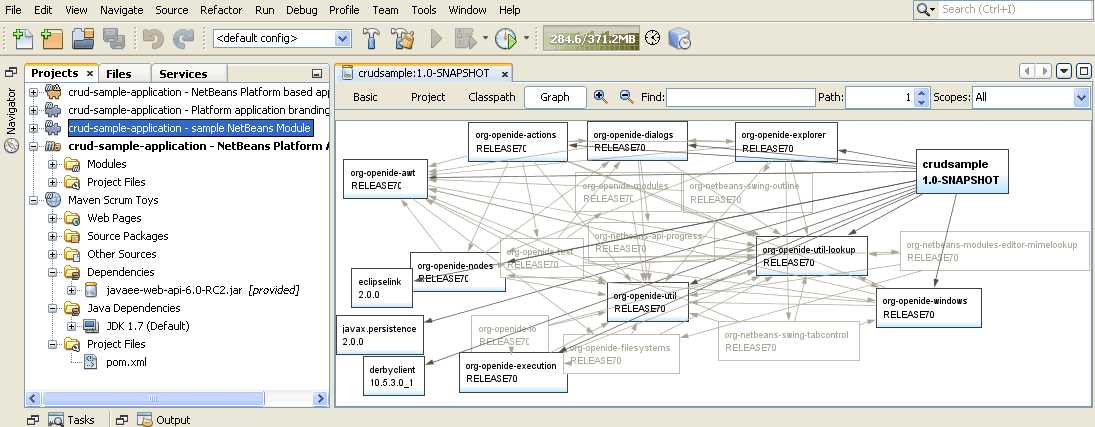 File Edit View Navigate Source Refactor Run Debug Profile Team Tools Window Help
Search (Ctrl+I)
<default config>
284.6/371.2MB
Projects
Files
Services
Navigator
crud-sample-application - NetBeans Platform based app
crud-sample-application - Platform application branding
crud-sample-application - sample NetBeans Module
crud-sample-application - NetBeans Platform A
Modules
Project Files
Maven Scrum Toys
Web Pages
Source Packages
Other Sources
Dependencies
javaee-web-api-6.0-RC2.jar [provided]
Java Dependencies
JDK 1.7 (Default)
Project Files
pom.xml
crudsample:1.0-SNAPSHOT
Basic Project Classpath Graph Find: Path: 1 Scopes: All
org-openide-actions
RELEASE70
org-openide-dialogs
RELEASE70
org-openide-explorer
RELEASE70
crudsample
1.0-SNAPSHOT
org-openide-awt
RELEASE70
org-openide-modules
RELEASE70
org-netbeans-swing-outline
RELEASE70
org-netbeans-api-progress
RELEASE70
org-openide-text
RELEASE70
org-openide-util-lookup
RELEASE70
org-netbeans-modules-editor-mimelookup
RELEASE70
org-openide-nodes
RELEASE70
eclipselink
2.0.0
org-openide-util
RELEASE70
org-openide-windows
RELEASE70
javax.persistence
2.0.0
org-openide-io
RELEASE70
org-openide-filesystems
RELEASE70
org-netbeans-swing-tabcontrol
RELEASE70
derbyclient
10.5.3.0_1
org-openide-execution
RELEASE70
Tasks
Output